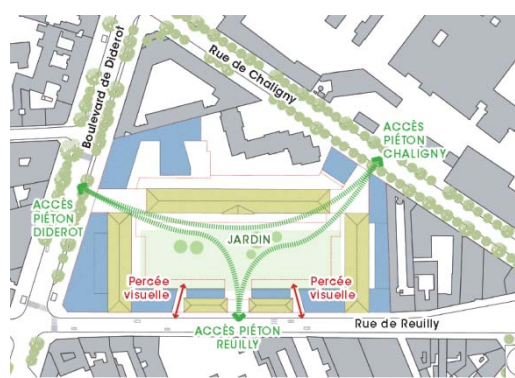 Boulevard de Diderot
Rue de Chaligny
ACCÈS
PIÉTON
CHALIGNY
ACCÈS
PIÉTON
DIDEROT
JARDIN
Percée
visuelle
Percée
visuelle
ACCÈS PIÉTON
REUILLY
Rue de Reuilly